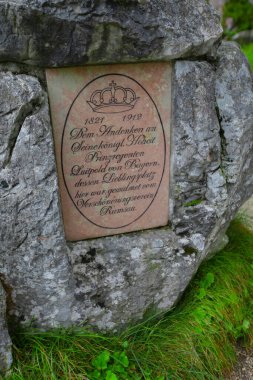 1821 1912
Dem Andenken an
Seine königl. Hoheit
Prinzregenten
Luitpold von Bayern,
dessen Lieblingsplatz
hier war, gewidmet vom
Verschönerungsverein
Ramsau.